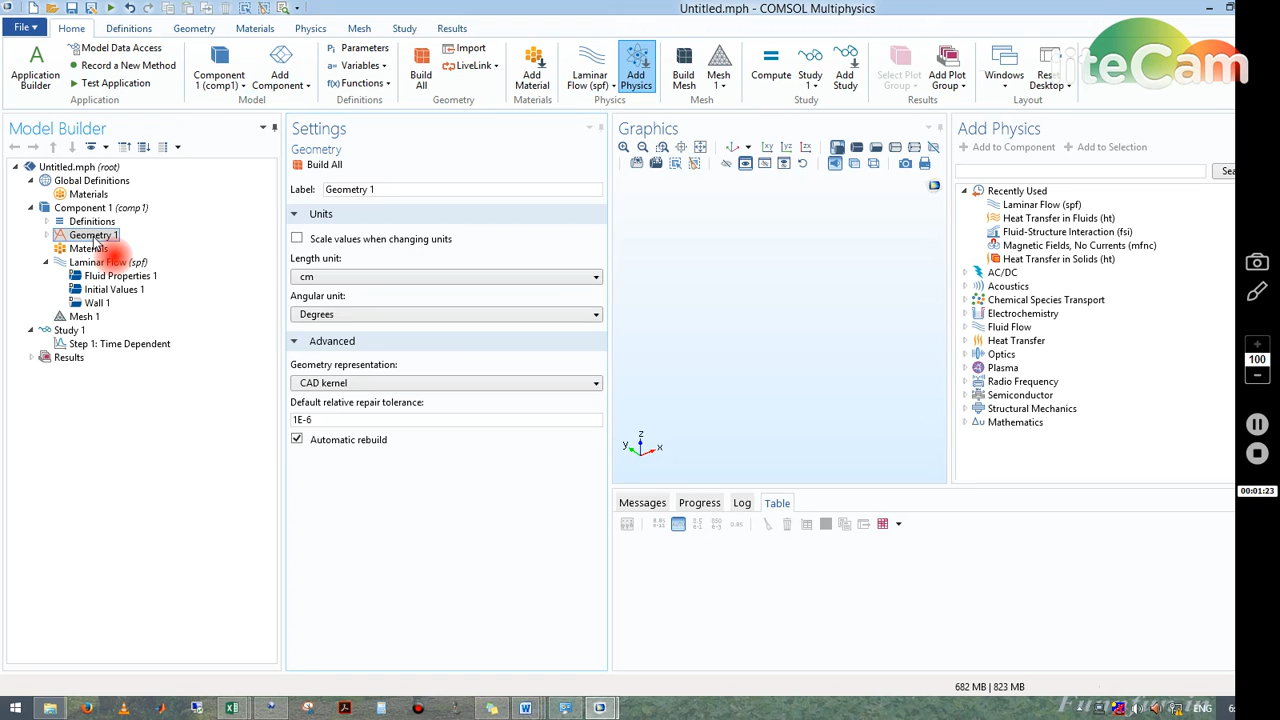 Untitled.mph - COMSOL Multiphysics
File Home Definitions Geometry Materials Physics Mesh Study Results
iteCam
Application Builder
Model Data Access
Record a New Method
Test Application
Application
Component 1 (comp1)
Add Component
Model
Parameters
a= Variables
f(x) Functions
Definitions
Build All
Import
LiveLink
Geometry
Add Material
Materials
Laminar Flow (spf)
Add Physics
Physics
Build Mesh
Mesh 1
Mesh
Compute
Study 1
Add Study
Study
Select Plot Group
Add Plot Group
Results
Windows
Reset Desktop
Layout
Model Builder
Untitled.mph (root)
Global Definitions
Materials
Component 1 (comp1)
Definitions
Geometry 1
Materials
Laminar Flow (spf)
Fluid Properties 1
Initial Values 1
Wall 1
Mesh 1
Study 1
Step 1: Time Dependent
Results
Settings
Geometry
Build All
Label: Geometry 1
Units
Scale values when changing units
Length unit:
cm
Angular unit:
Degrees
Advanced
Geometry representation:
CAD kernel
Default relative repair tolerance:
1E-6
Automatic rebuild
Graphics
xy yz zx
z
y x
Messages Progress Log Table
Add Physics
Add to Component Add to Selection
Sea
Recently Used
Laminar Flow (spf)
Heat Transfer in Fluids (ht)
Fluid-Structure Interaction (fsi)
Magnetic Fields, No Currents (mfnc)
Heat Transfer in Solids (ht)
AC/DC
Acoustics
Chemical Species Transport
Electrochemistry
Fluid Flow
Heat Transfer
Optics
Plasma
Radio Frequency
Semiconductor
Structural Mechanics
Mathematics
100
00:01:23
682 MB | 823 MB
ENG